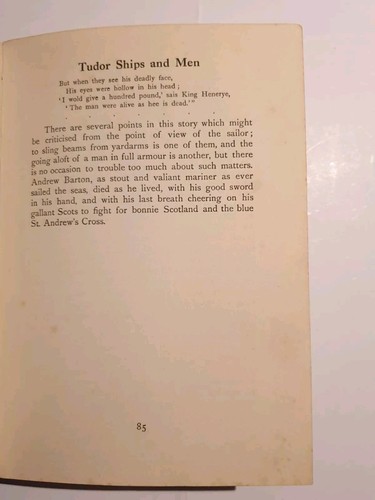 Tudor Ships and Men
But when they see his deadly face,
His eyes were hollow in his head;
'I wold give a hundred pound,' sais King Henerye,
'The man were alive as hee is dead.'"
. . . . . .
There are several points in this story which might
be criticised from the point of view of the sailor;
to sling beams from yardarms is one of them, and the
going aloft of a man in full armour is another, but there
is no occasion to trouble too much about such matters.
Andrew Barton, as stout and valiant mariner as ever
sailed the seas, died as he lived, with his good sword
in his hand, and with his last breath cheering on his
gallant Scots to fight for bonnie Scotland and the blue
St. Andrew's Cross.
85